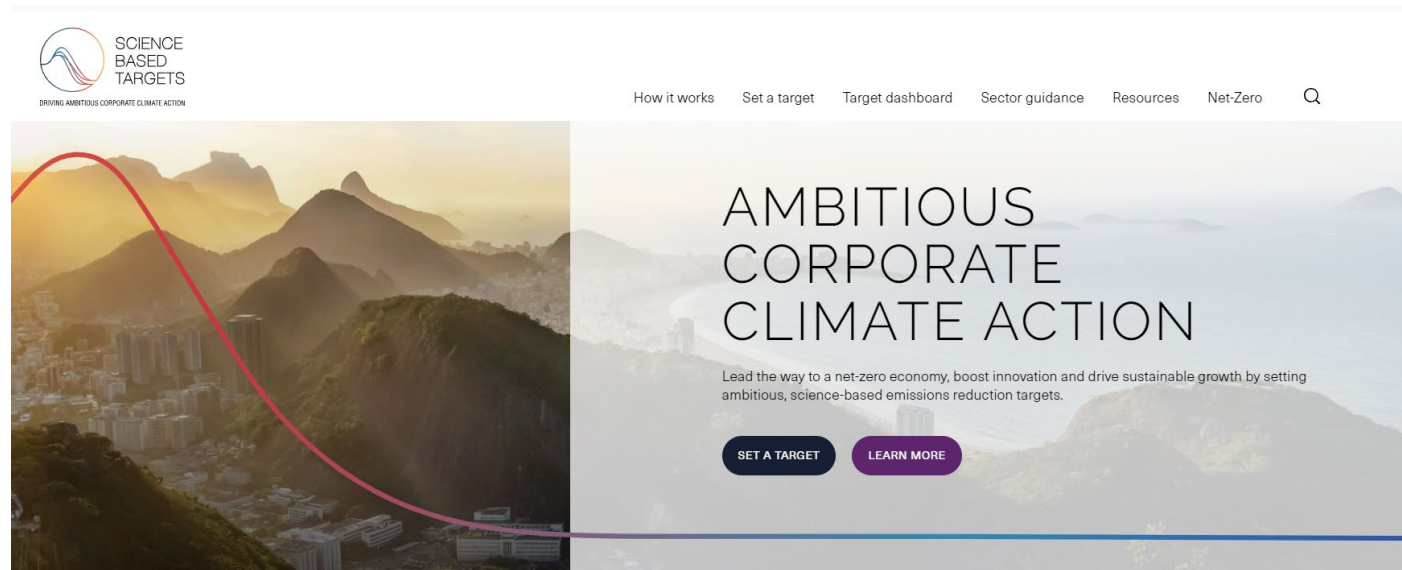 SCIENCE
BASED
TARGETS
DRIVING AMBITIOUS CORPORATE CLIMATE ACTION
How it works Set a target Target dashboard Sector guidance Resources Net-Zero
AMBITIOUS
CORPORATE
CLIMATE ACTION
Lead the way to a net-zero economy, boost innovation and drive sustainable growth by setting
ambitious, science-based emissions reduction targets.
SET A TARGET LEARN MORE